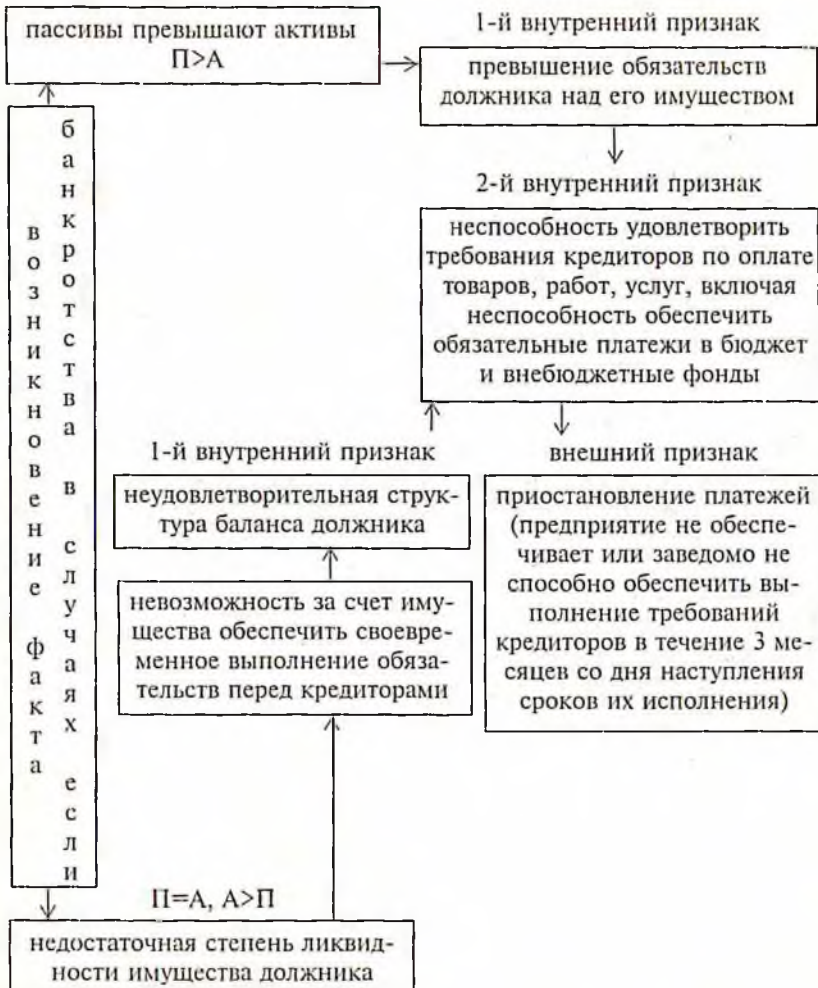 пассивы превышают активы
П>А
1-й внутренний признак
превышение обязательств
должника над его имуществом
2-й внутренний признак
неспособность удовлетворить
требования кредиторов по оплате
товаров, работ, услуг, включая
неспособность обеспечить
обязательные платежи в бюджет
и внебюджетные фонды
возникновение факта
банкротства в случаях если
1-й внутренний признак
неудовлетворительная струк-
тура баланса должника
внешний признак
приостановление платежей
(предприятие не обеспе-
чивает или заведомо не
способно обеспечить вы-
полнение требований
кредиторов в течение 3 ме-
сяцев со дня наступления
сроков их исполнения)
невозможность за счет иму-
щества обеспечить своевре-
менное выполнение обяза-
тельств перед кредиторами
П=А, А>П
недостаточная степень ликвид-
ности имущества должника